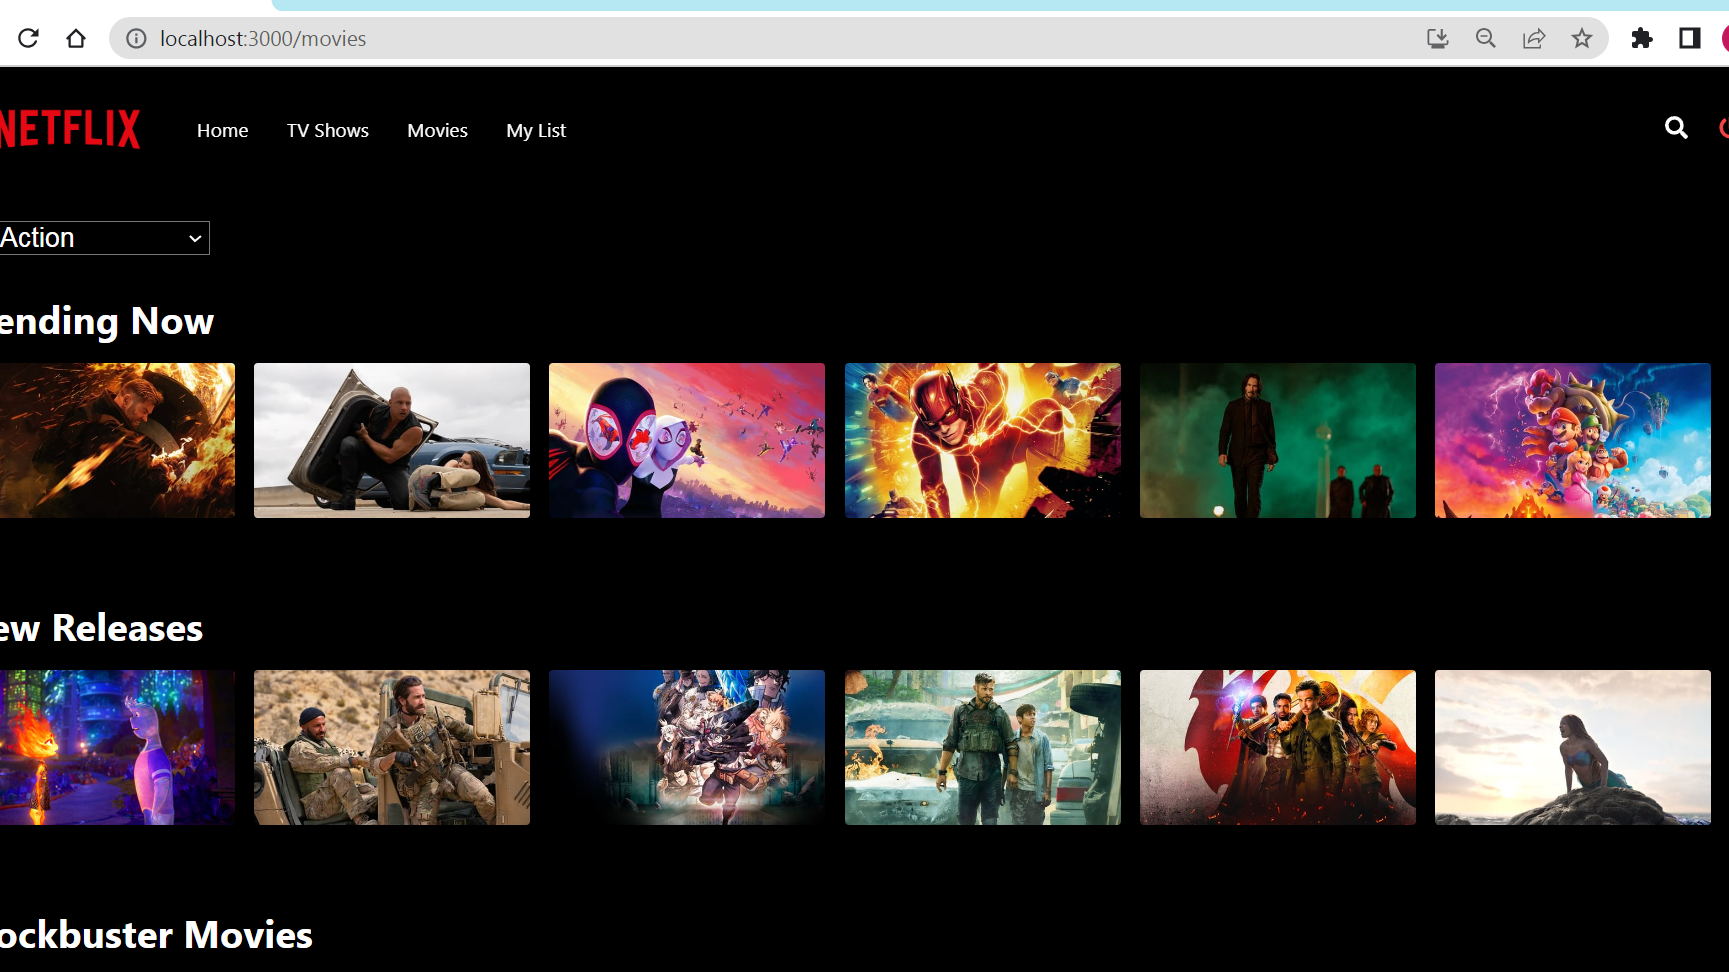 localhost:3000/movies
NETFLIX Home TV Shows Movies My List
Action
ending Now
ew Releases
ockbuster Movies